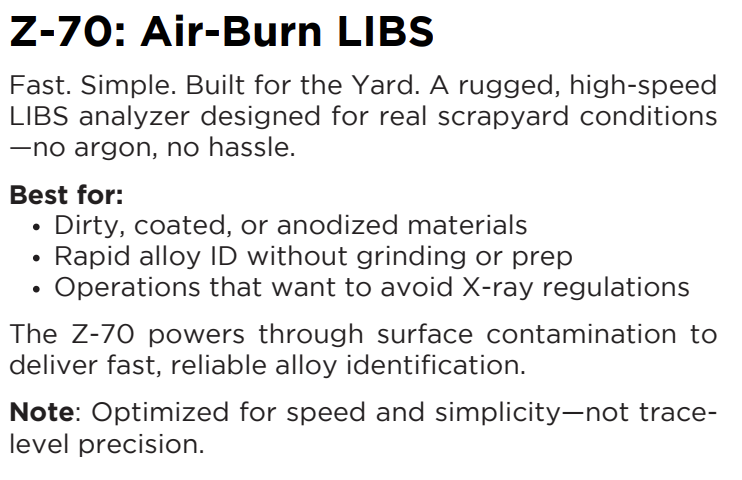 Z-70: Air-Burn LIBS
Fast. Simple. Built for the Yard. A rugged, high-speed
LIBS analyzer designed for real scrapyard conditions
—no argon, no hassle.
Best for:
• Dirty, coated, or anodized materials
• Rapid alloy ID without grinding or prep
• Operations that want to avoid X-ray regulations
The Z-70 powers through surface contamination to
deliver fast, reliable alloy identification.
Note: Optimized for speed and simplicity—not trace-
level precision.